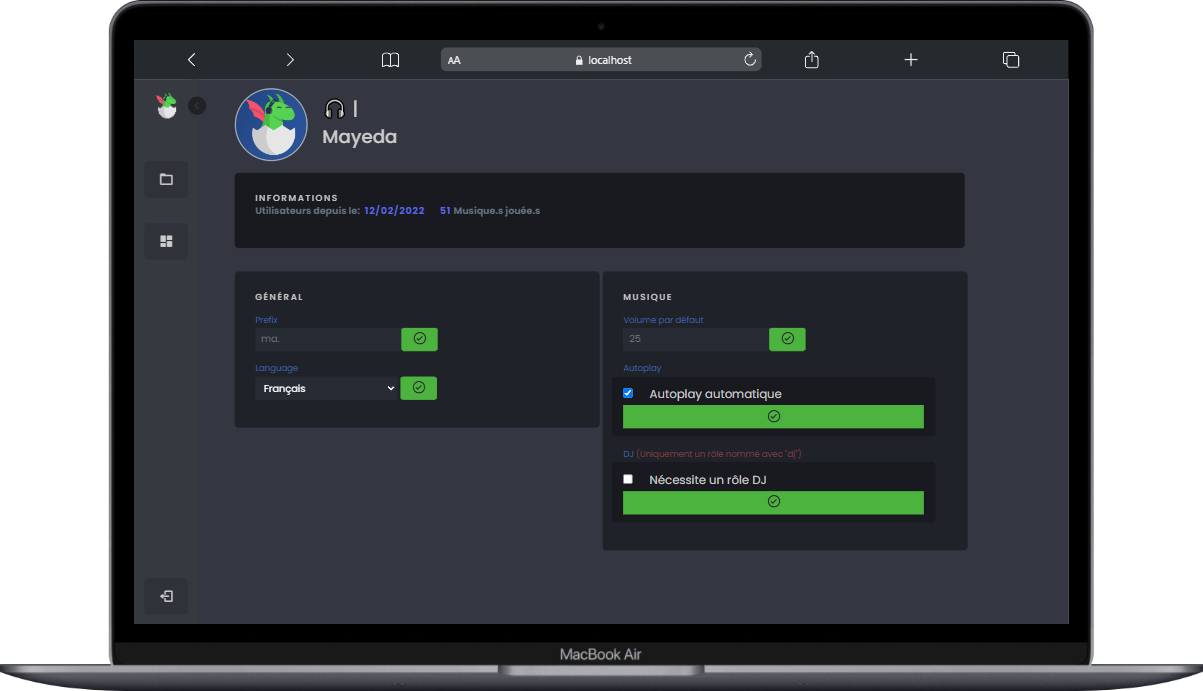 AA localhost
|
Mayeda
INFORMATIONS
Utilisateurs depuis le: 12/02/2022 51 Musique.s jouée.s
GÉNÉRAL
Prefix
ma.
Language
Français
MUSIQUE
Volume par défaut
25
Autoplay
Autoplay automatique
DJ (Uniquement un rôle nommé avec "dj")
Nécessite un rôle DJ
MacBook Air